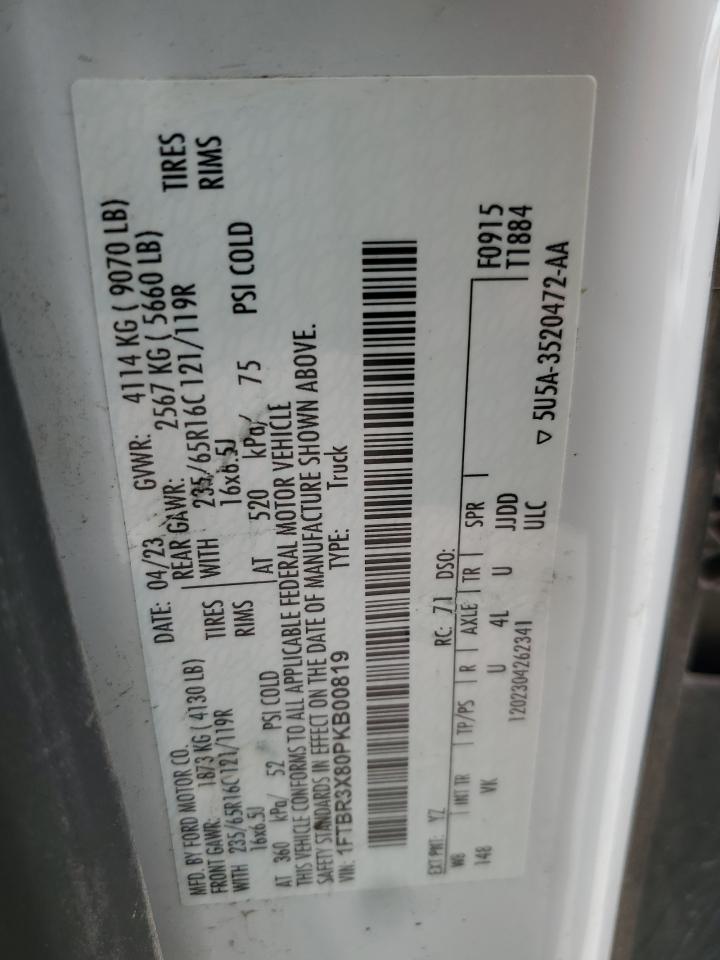 MFD. BY FORD MOTOR CO.
DATE: 04/23 GVWR: 4114 KG ( 9070 LB)
FRONT GAWR: 1873 KG ( 4130 LB) REAR GAWR: 2567 KG ( 5660 LB)
WITH 235/65R16C 121/119R TIRES WITH 235/65R16C 121/119R TIRES
16x6.5J RIMS 16x6.5J RIMS
AT 360 kPa/ 52 PSI COLD AT 520 kPa/ 75 PSI COLD
THIS VEHICLE CONFORMS TO ALL APPLICABLE FEDERAL MOTOR VEHICLE
SAFETY STANDARDS IN EFFECT ON THE DATE OF MANUFACTURE SHOWN ABOVE.
VIN: 1FTBR3X80PKB00819 TYPE: Truck
F0915
T1884
EXT PNT: YZ RC: 71 DSO:
WB INT TR TP/PS R AXLE TR SPR
148 VK U 4L U JJDD
ULC
1202304262341
▽ 5U5A-3520472-AA